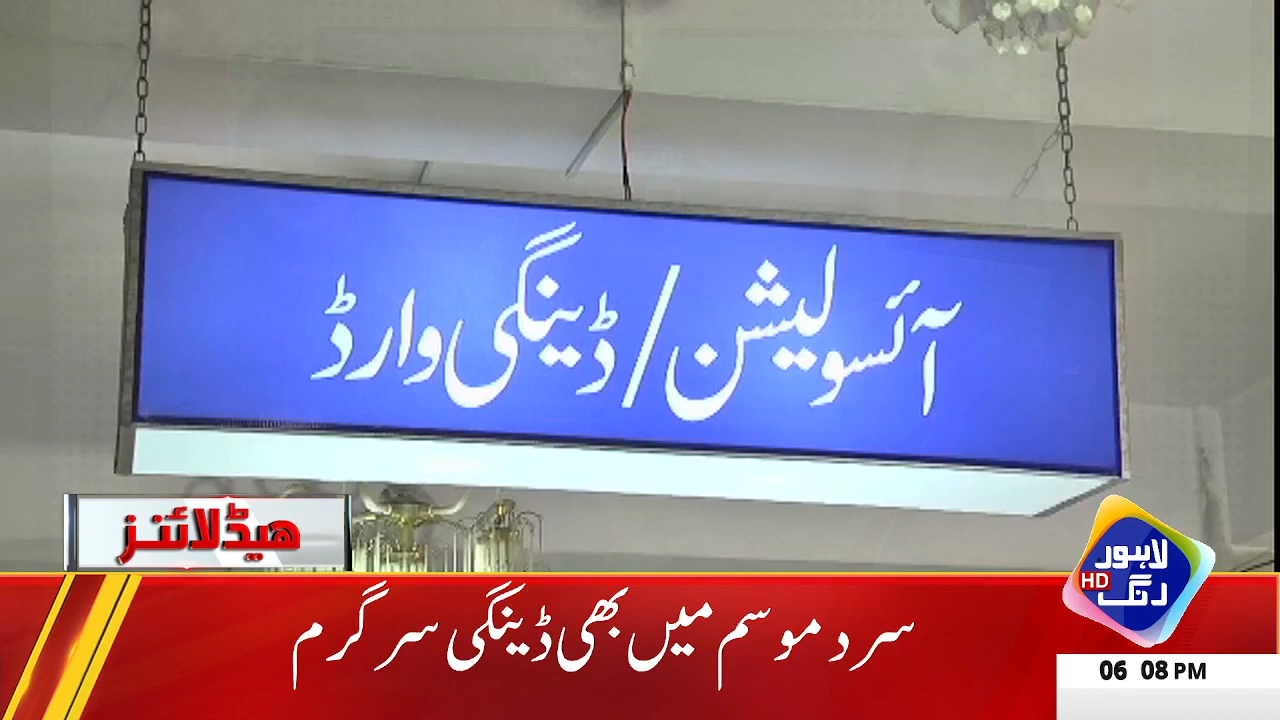 آئسولیشن/ڈینگی وارڈ
ہیڈلائنز
لاہور
HD رنگ
سرد موسم میں بھی ڈینگی سرگرم
06 08 PM